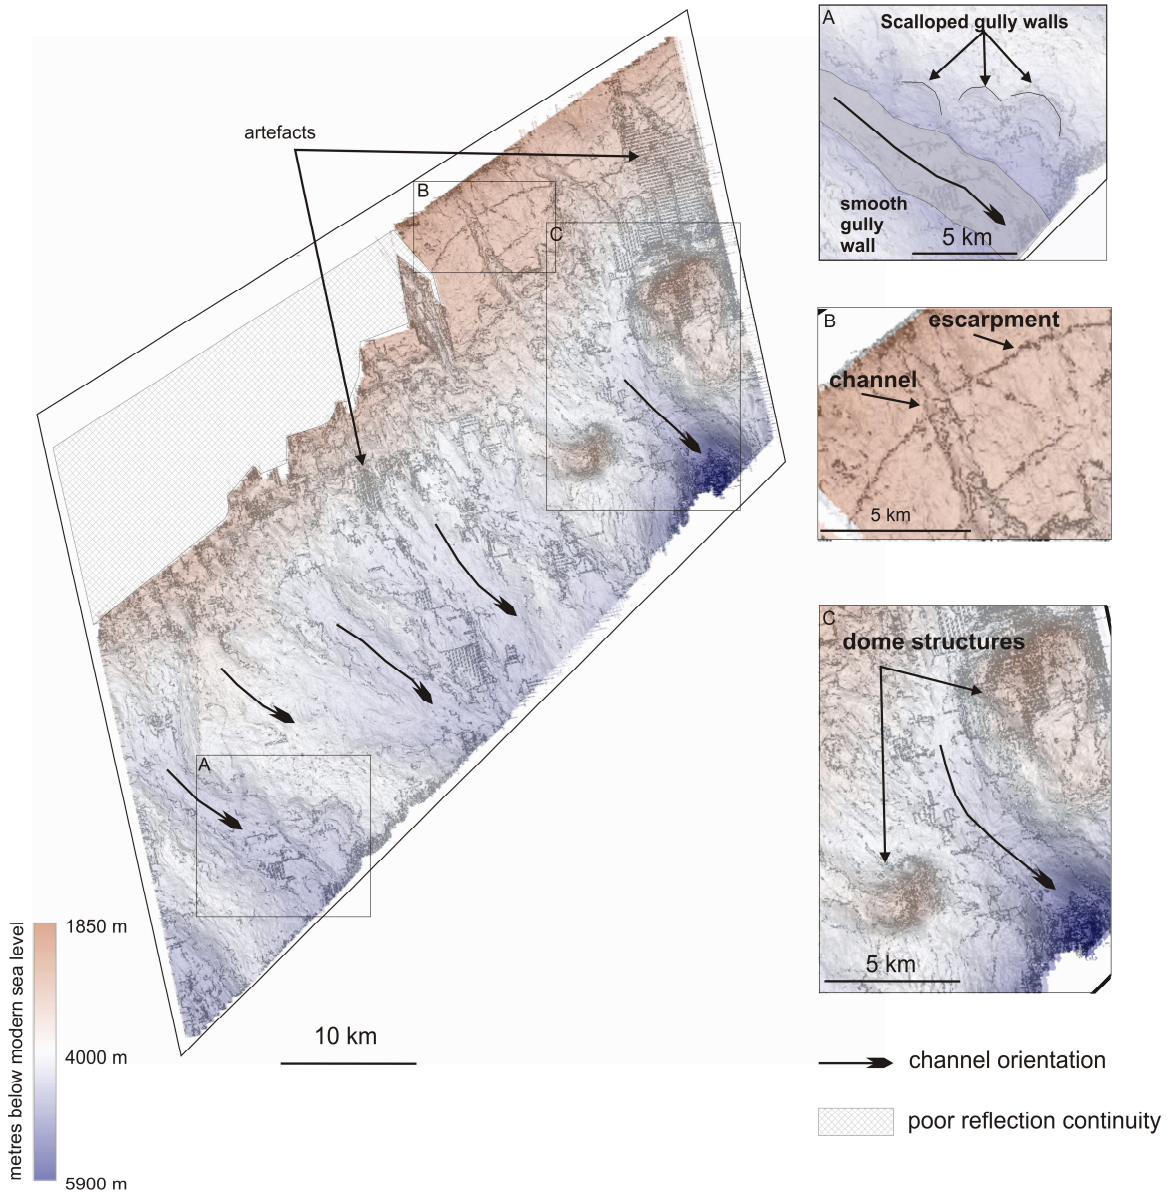 artefacts
B
C
A
metres below modern sea level
1850 m
4000 m
5900 m
10 km
A
Scalloped gully walls
smooth
gully
wall
5 km
B
escarpment
channel
5 km
C
dome structures
5 km
channel orientation
poor reflection continuity